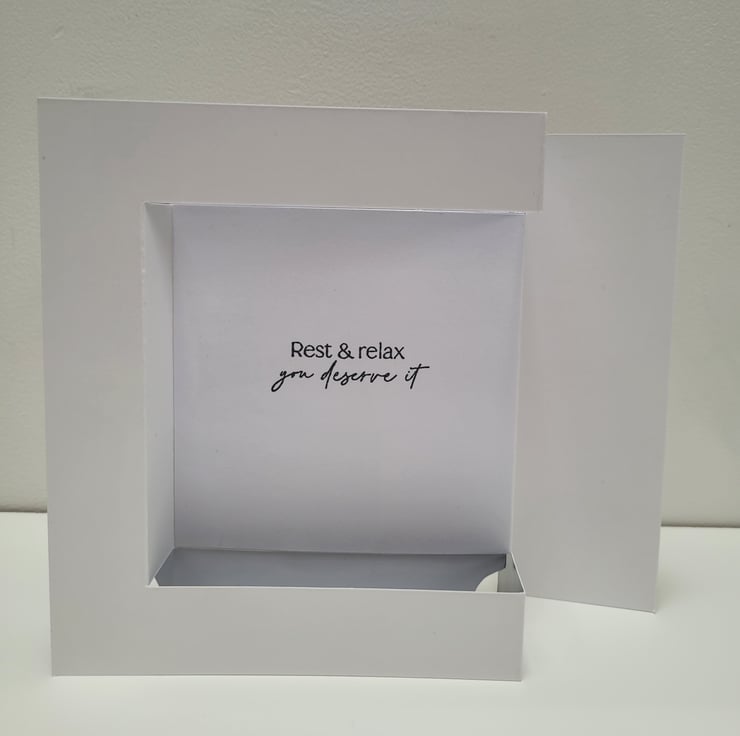 Rest & relax
you deserve it